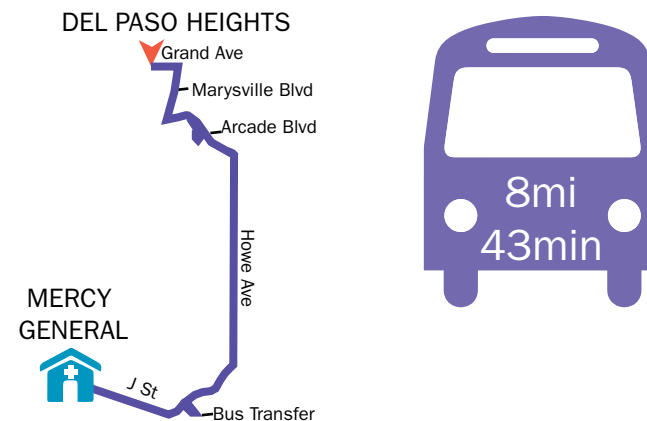 DEL PASO HEIGHTS
Grand Ave
Marysville Blvd
Arcade Blvd
Howe Ave
MERCY
GENERAL
J St
Bus Transfer
8mi
43min